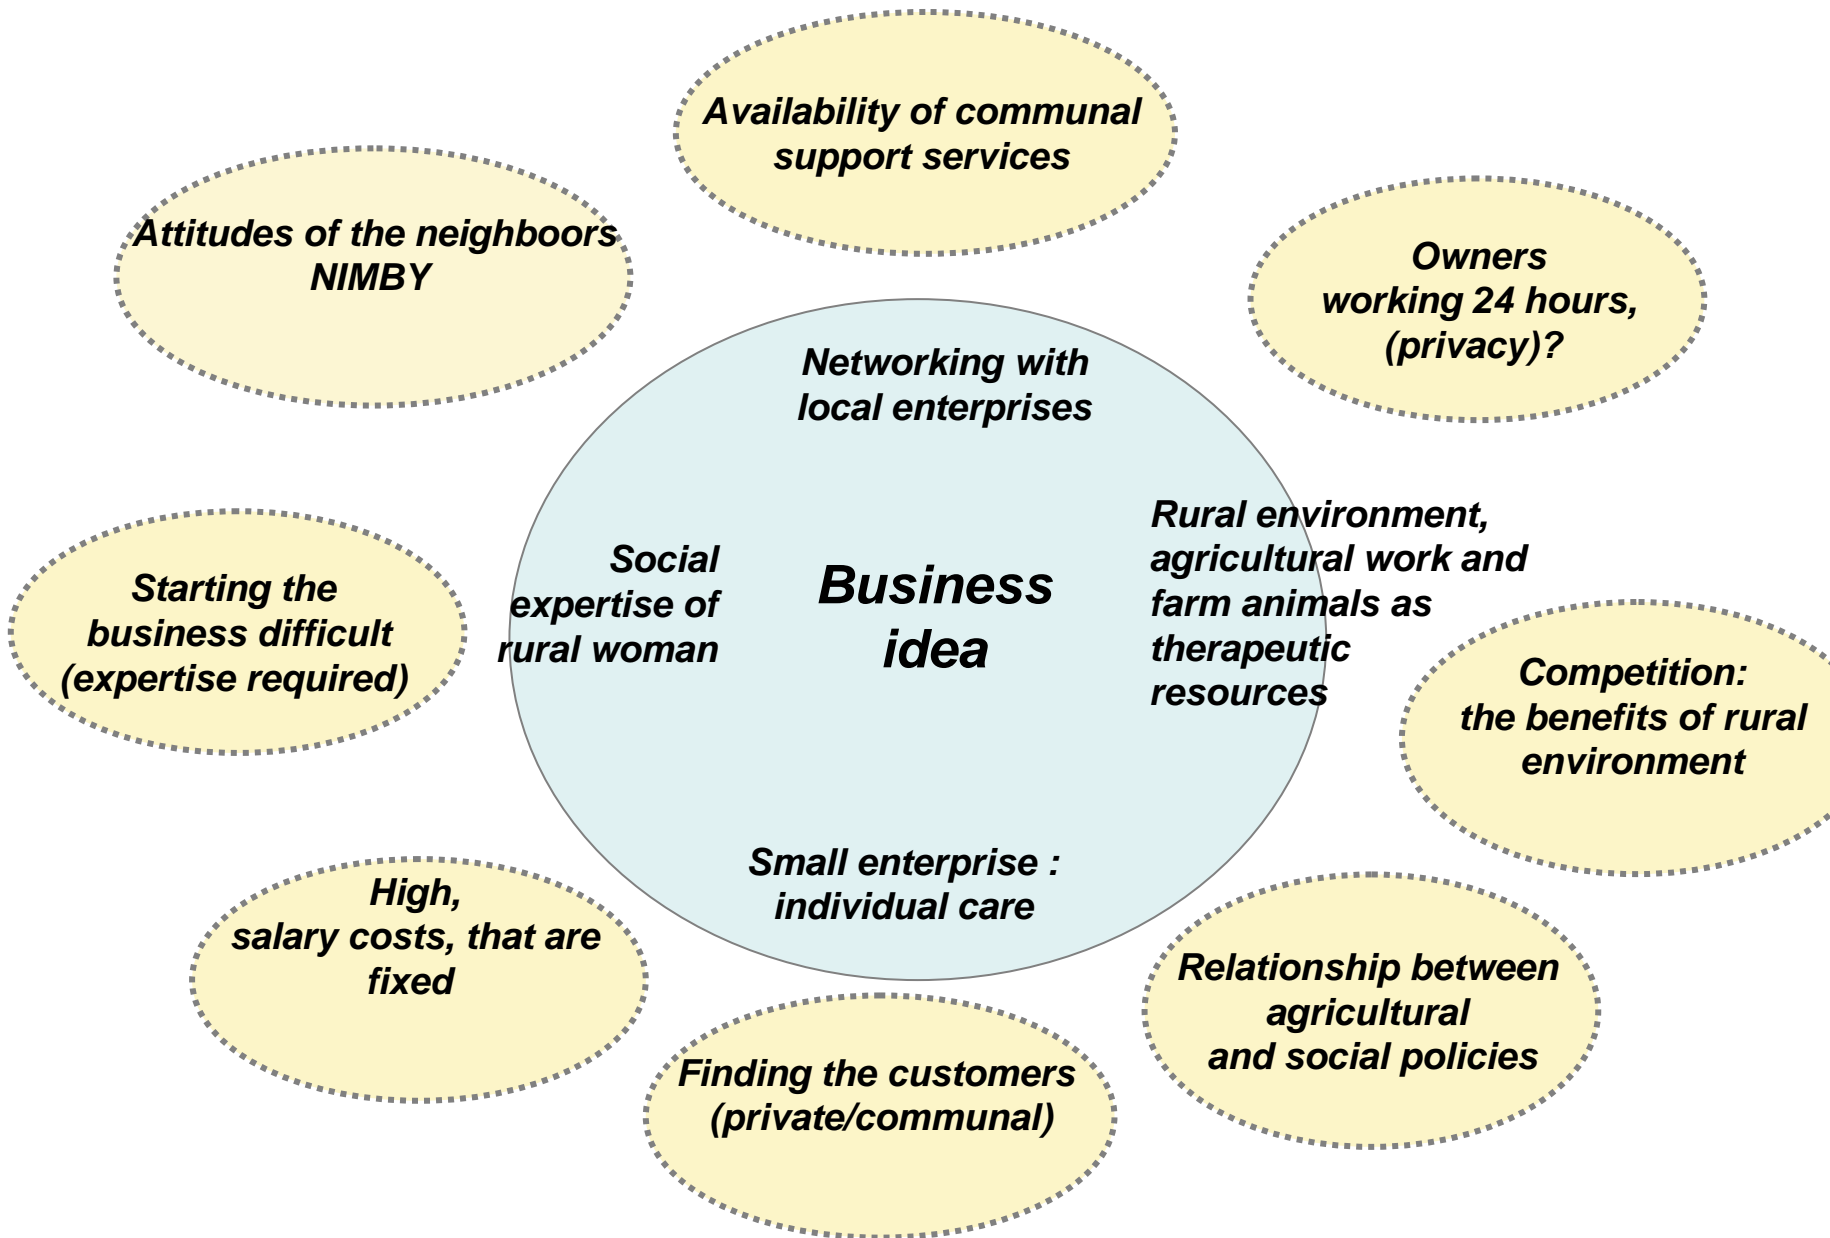 Availability of communal
support services
Attitudes of the neighboors
NIMBY
Owners
working 24 hours,
(privacy)?
Networking with
local enterprises
Rural environment,
agricultural work and
farm animals as
therapeutic
resources
Social
expertise of
rural woman
Business
idea
Starting the
business difficult
(expertise required)
Competition:
the benefits of rural
environment
Small enterprise :
individual care
High,
salary costs, that are
fixed
Relationship between
agricultural
and social policies
Finding the customers
(private/communal)